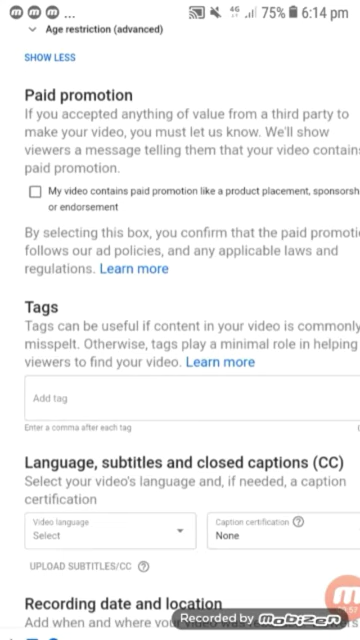 75% 6:14 pm
Age restriction (advanced)
SHOW LESS
Paid promotion
If you accepted anything of value from a third party to
make your video, you must let us know. We'll show
viewers a message telling them that your video contains
paid promotion.
My video contains paid promotion like a product placement, sponsorsh
or endorsement
By selecting this box, you confirm that the paid promotio
follows our ad policies, and any applicable laws and
regulations. Learn more
Tags
Tags can be useful if content in your video is commonly
misspelt. Otherwise, tags play a minimal role in helping
viewers to find your video. Learn more
Add tag
Enter a comma after each tag
Language, subtitles and closed captions (CC)
Select your video's language and, if needed, a caption
certification
Video language
Select
Caption certification
None
UPLOAD SUBTITLES/CC
Recording date and location
Recorded by mobizen
Add when and where your